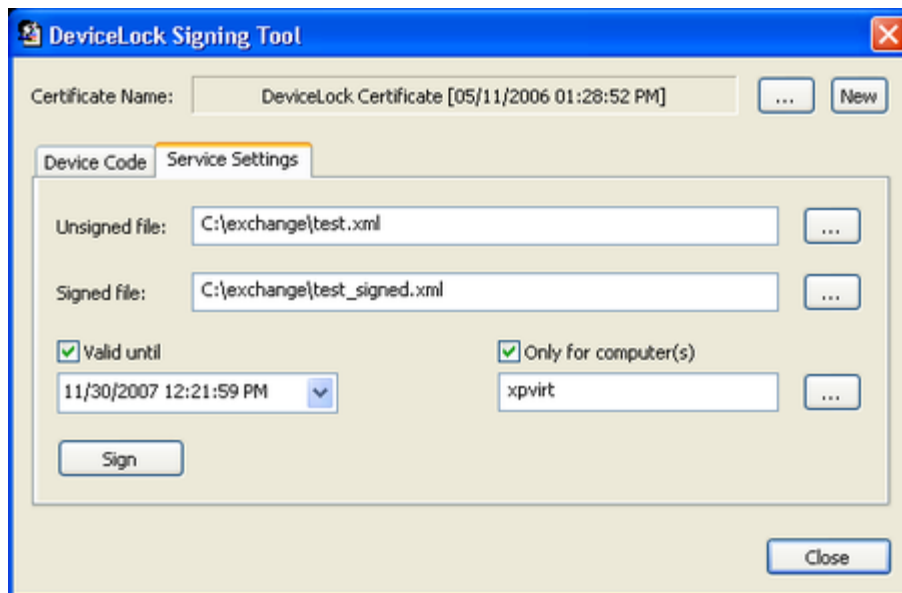 DeviceLock Signing Tool
Certificate Name: DeviceLock Certificate [05/11/2006 01:28:52 PM] ... New
Device Code Service Settings
Unsigned file: C:\exchange\test.xml ...
Signed file: C:\exchange\test_signed.xml ...
Valid until Only for computer(s)
11/30/2007 12:21:59 PM xpvirt ...
Sign
Close